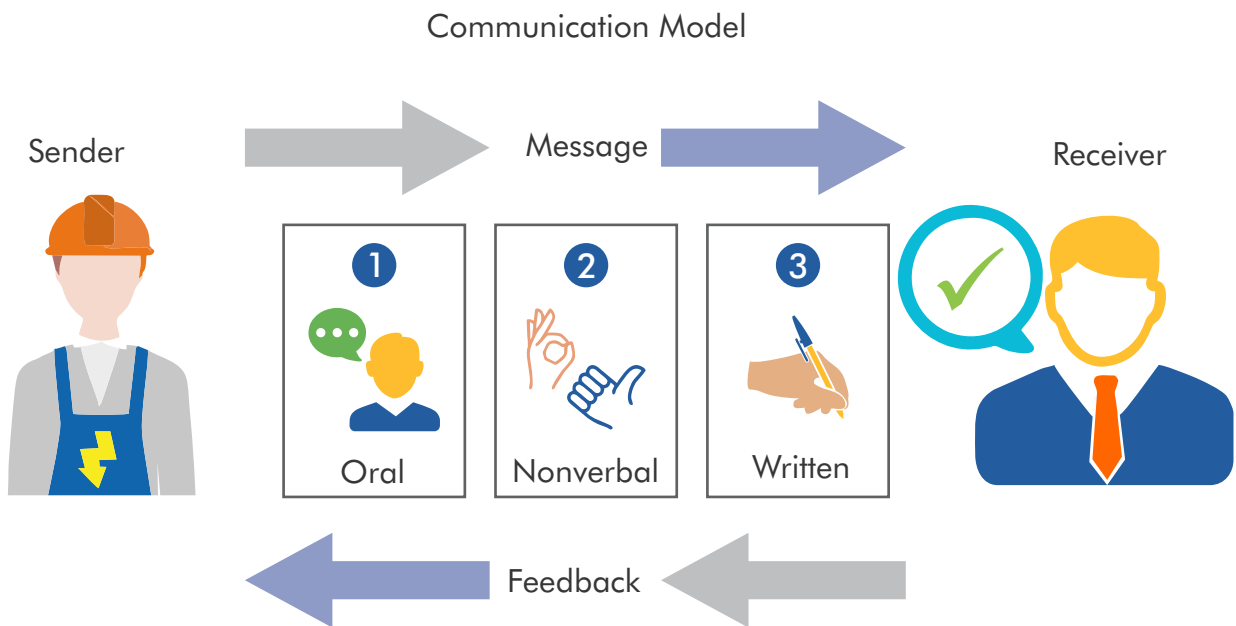 Communication Model
Sender
Message
Receiver
1
2
3
Oral
Nonverbal
Written
Feedback